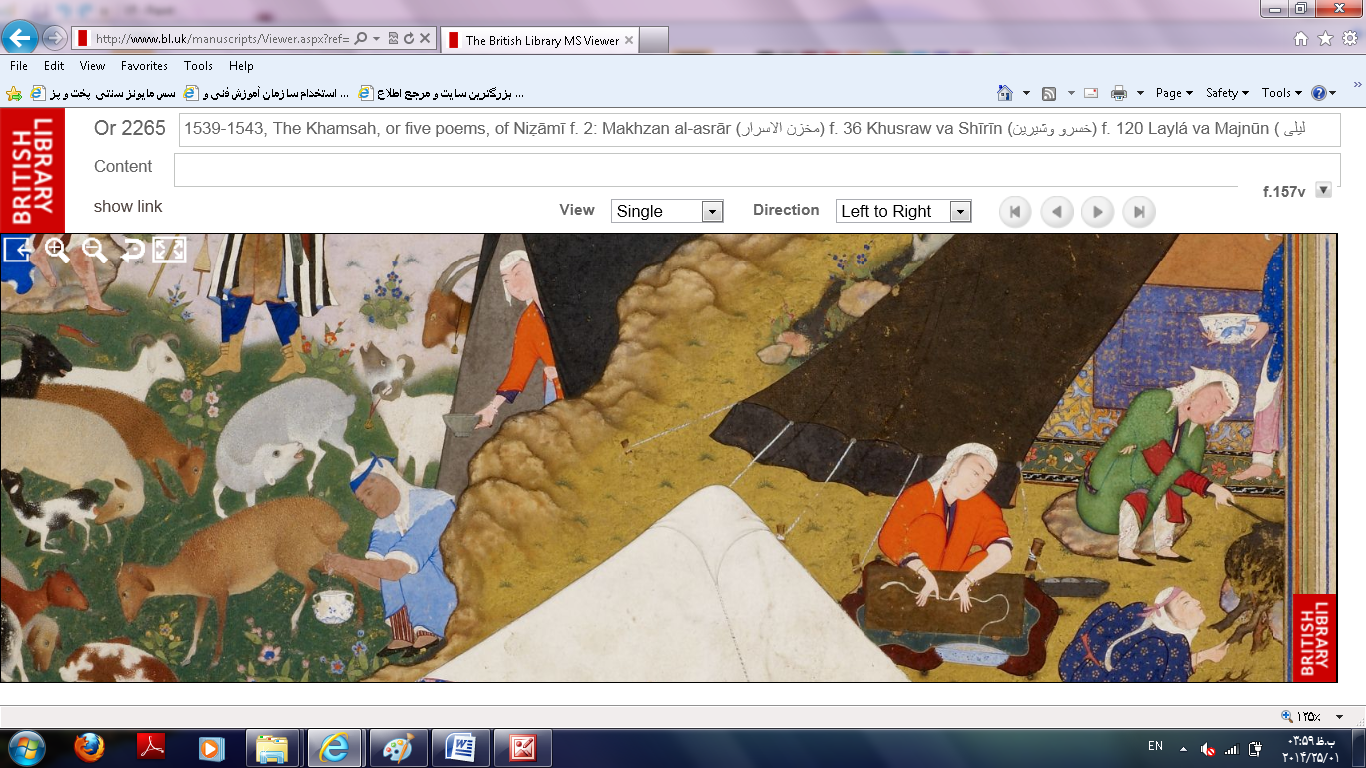 http://www.bl.uk/manuscripts/Viewer.aspx?ref=
The British Library MS Viewer
File Edit View Favorites Tools Help
سس مایونز سنتی پخت و پز
استخدام سازمان آموزش فنی و ...
بزرگترین سایت و مرجع اطلاع ...
Page Safety Tools
LIBRARY
BRITISH
Or 2265
1539-1543, The Khamsah, or five poems, of Niẓāmī f. 2: Makhzan al-asrār (مخزن الاسرار) f. 36 Khusraw va Shīrīn (خسرو وشیرین) f. 120 Laylá va Majnūn ( لیلی
Content
f.157v
show link
View Single Direction Left to Right
LIBRARY
BRITISH
۱۲۵٪
EN
ب.ظ ۰۳:۵۹
۲۰۱۴/۲۵/۰۱